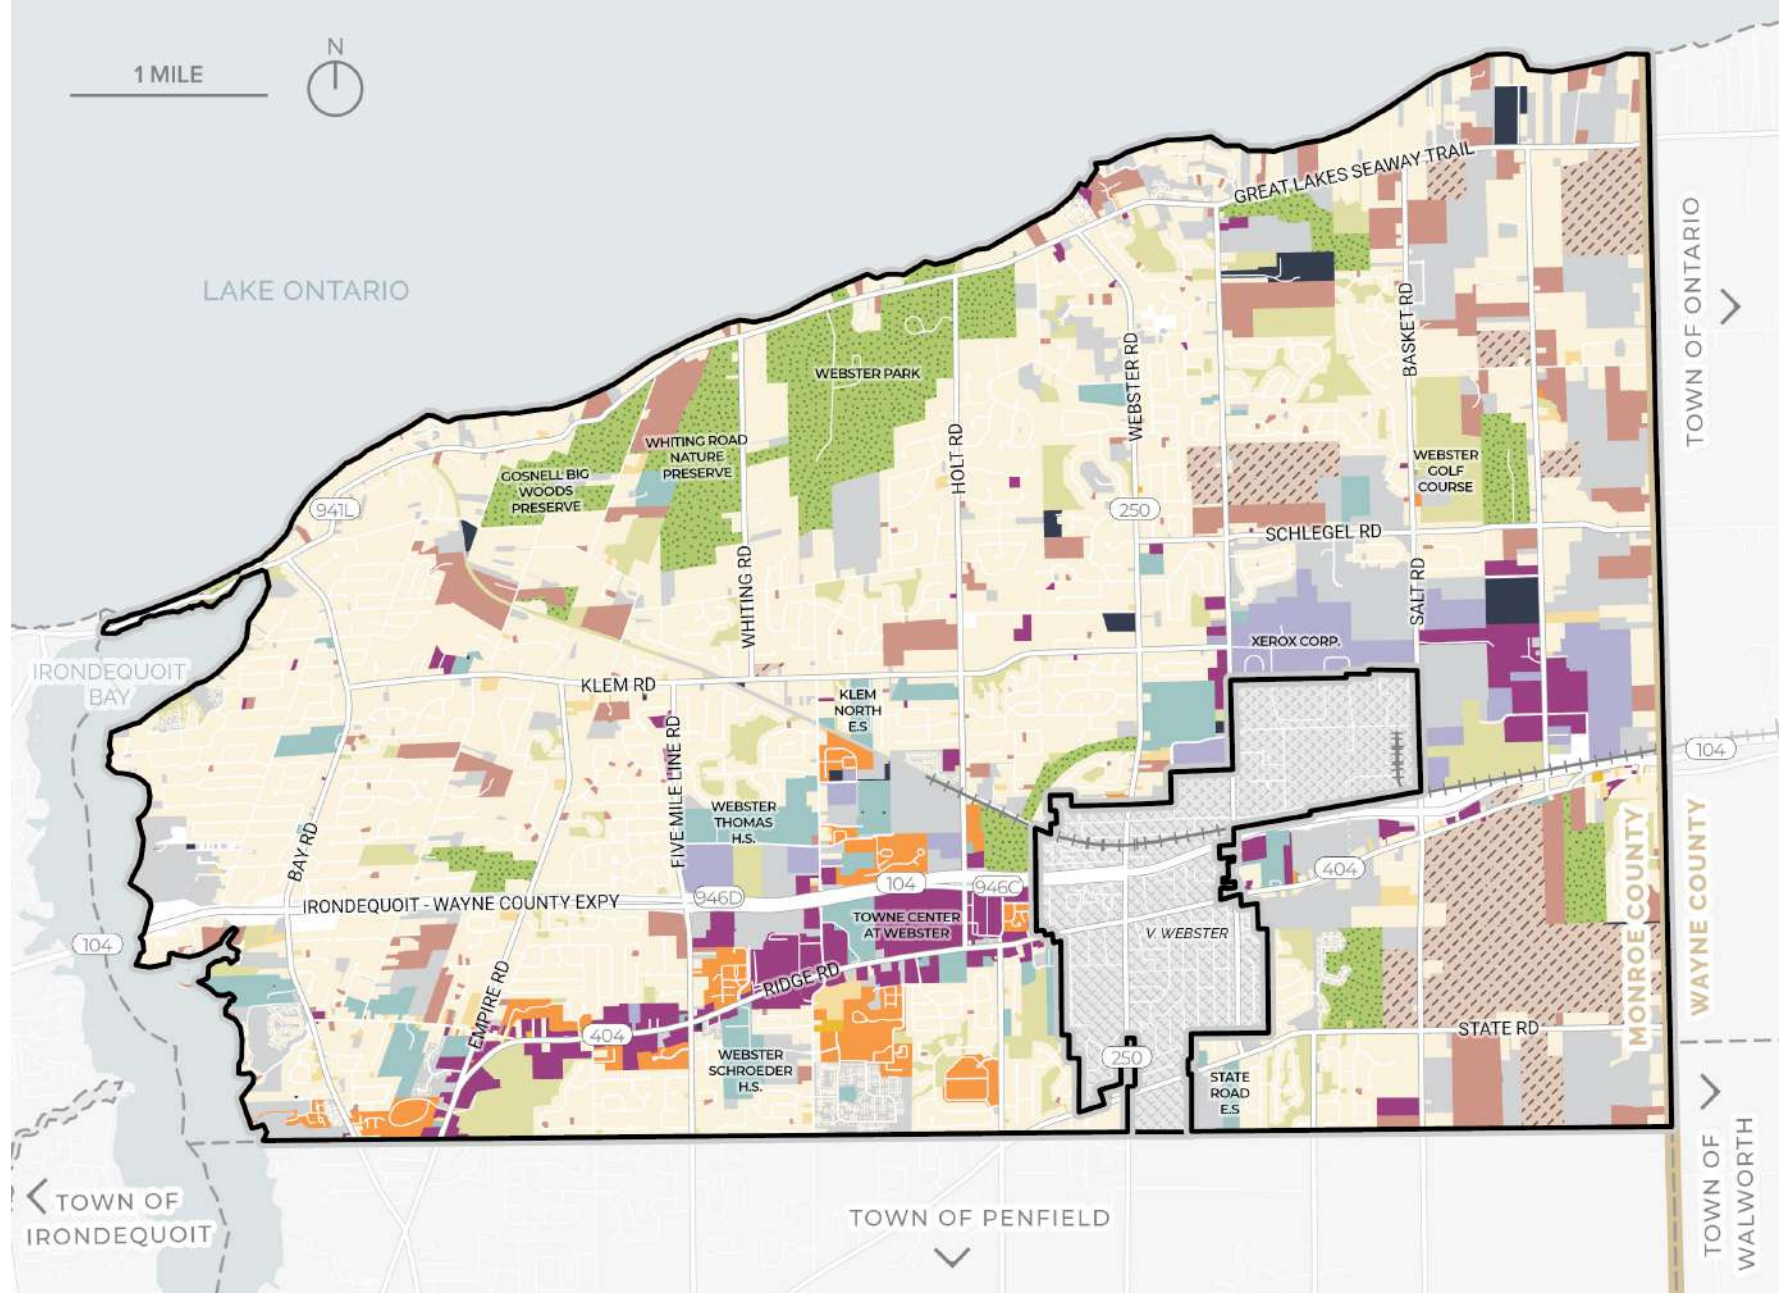 N
1 MILE
LAKE ONTARIO
GREAT LAKES SEAWAY TRAIL
TOWN OF ONTARIO
BASKET RD
WEBSTER RD
WEBSTER PARK
HOLT RD
WHITING ROAD
NATURE
PRESERVE
GOSNELL BIG
WOODS
PRESERVE
WEBSTER
GOLF
COURSE
941L
250
SCHLEGEL RD
WHITING RD
SALT RD
XEROX CORP.
IRONDEQUOIT
BAY
KLEM RD
KLEM
NORTH
E.S
FIVE MILE LINE RD
104
WEBSTER
THOMAS
H.S.
BAY RD
404
104
946C
946D
IRONDEQUOIT - WAYNE COUNTY EXPY
TOWNE CENTER
AT WEBSTER
V. WEBSTER
104
MONROE COUNTY
WAYNE COUNTY
RIDGE RD
EMPIRE RD
404
STATE RD
250
WEBSTER
SCHROEDER
H.S.
STATE
ROAD
E.S
TOWN OF
IRONDEQUOIT
TOWN OF PENFIELD
TOWN OF
WALWORTH